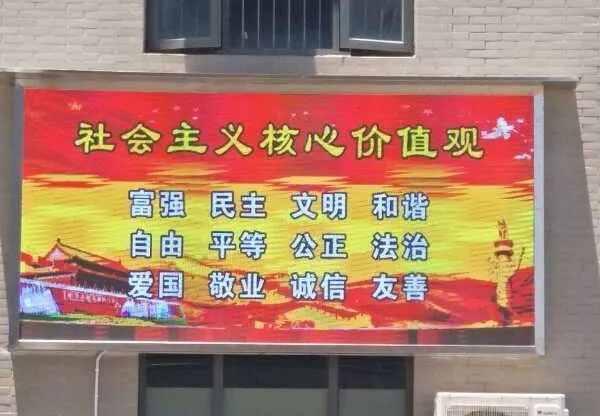 社会主义核心价值观
富强 民主 文明 和谐
自由 平等 公正 法治
爱国 敬业 诚信 友善